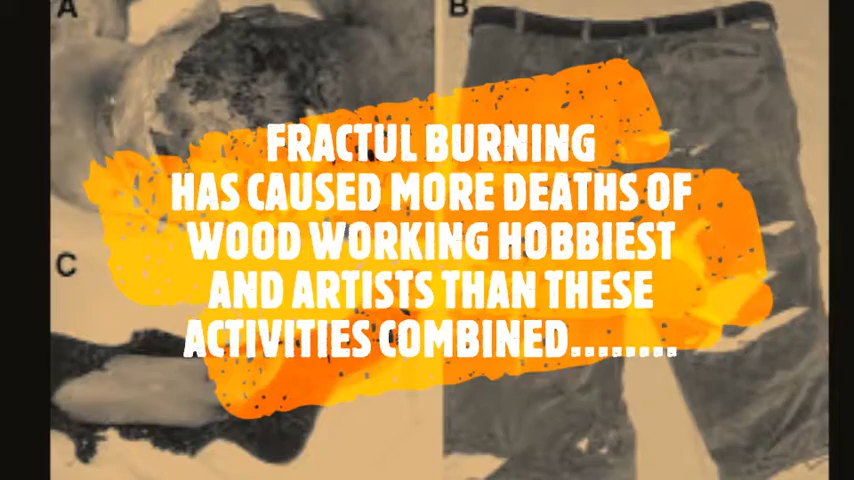 A
B
FRACTUL BURNING
HAS CAUSED MORE DEATHS OF
WOOD WORKING HOBBIEST
AND ARTISTS THAN THESE
ACTIVITIES COMBINED........
C